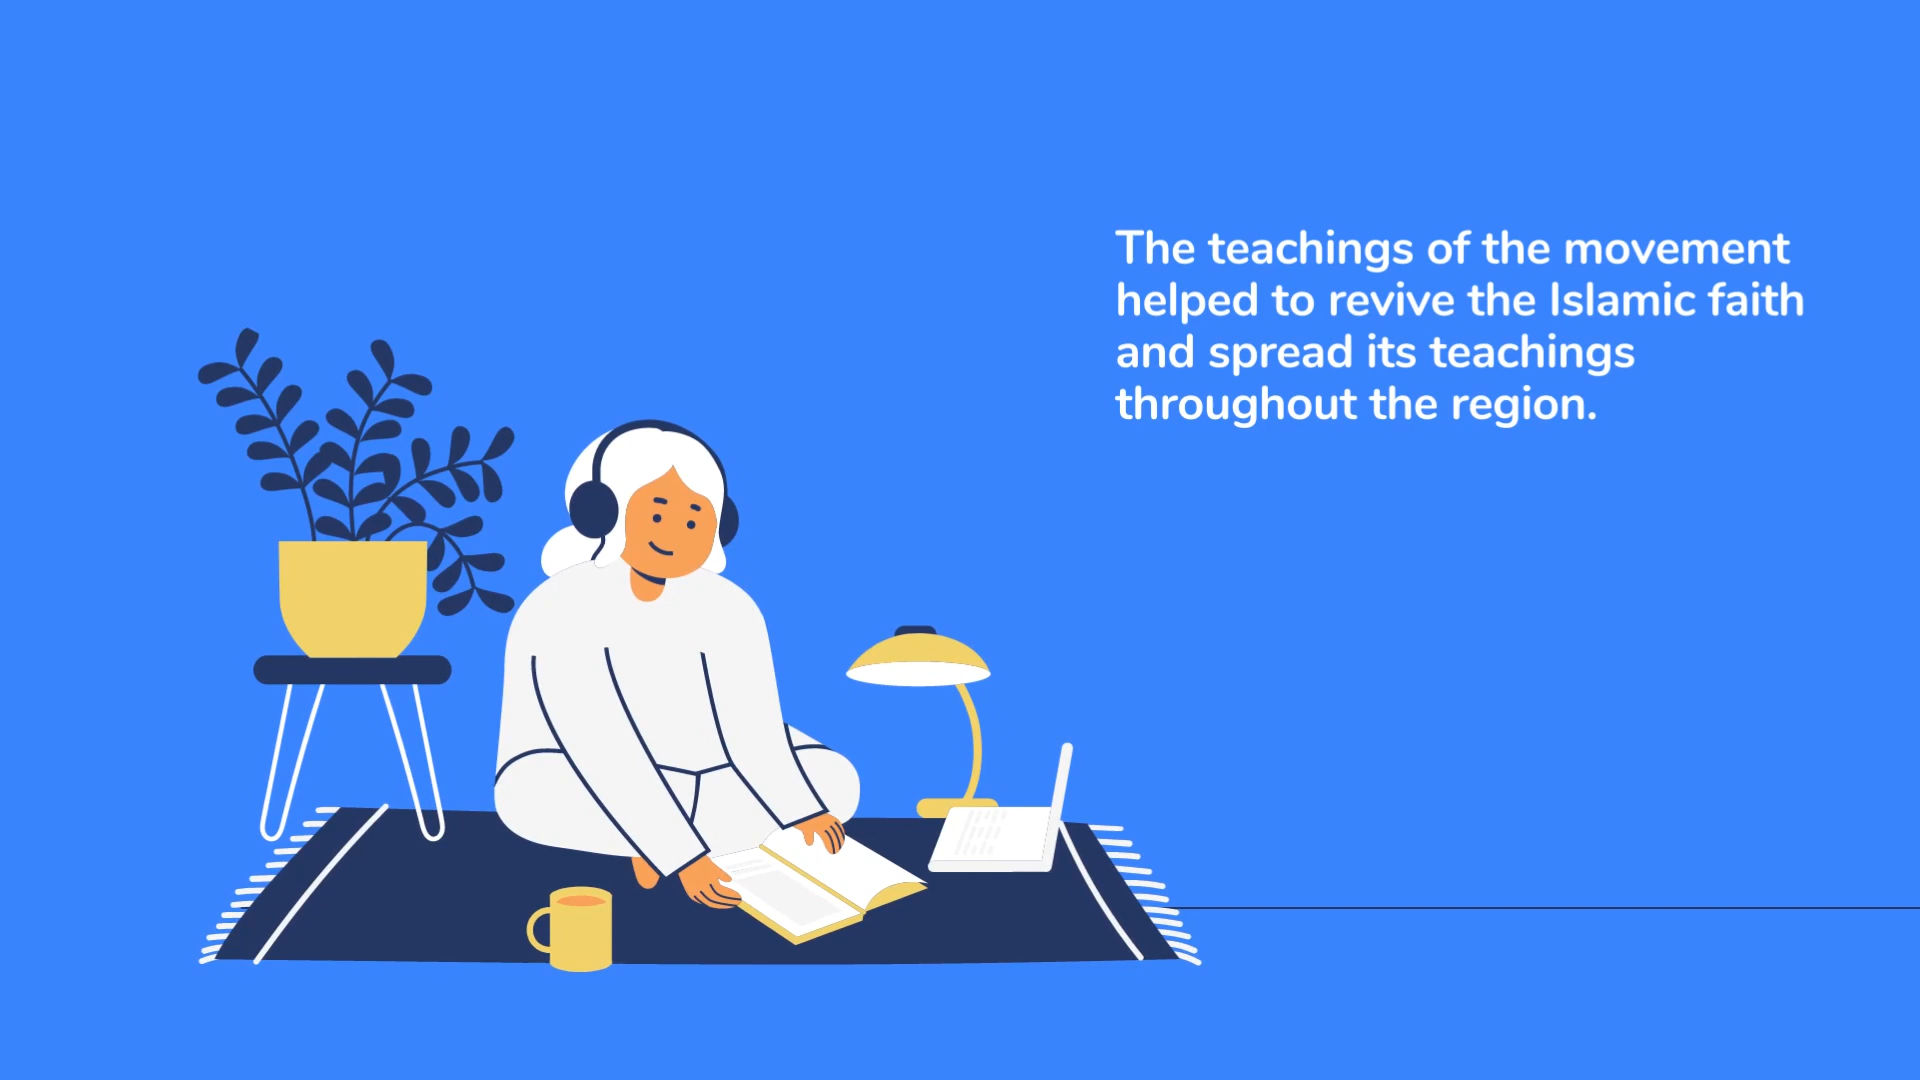 The teachings of the movement
helped to revive the Islamic faith
and spread its teachings
throughout the region.